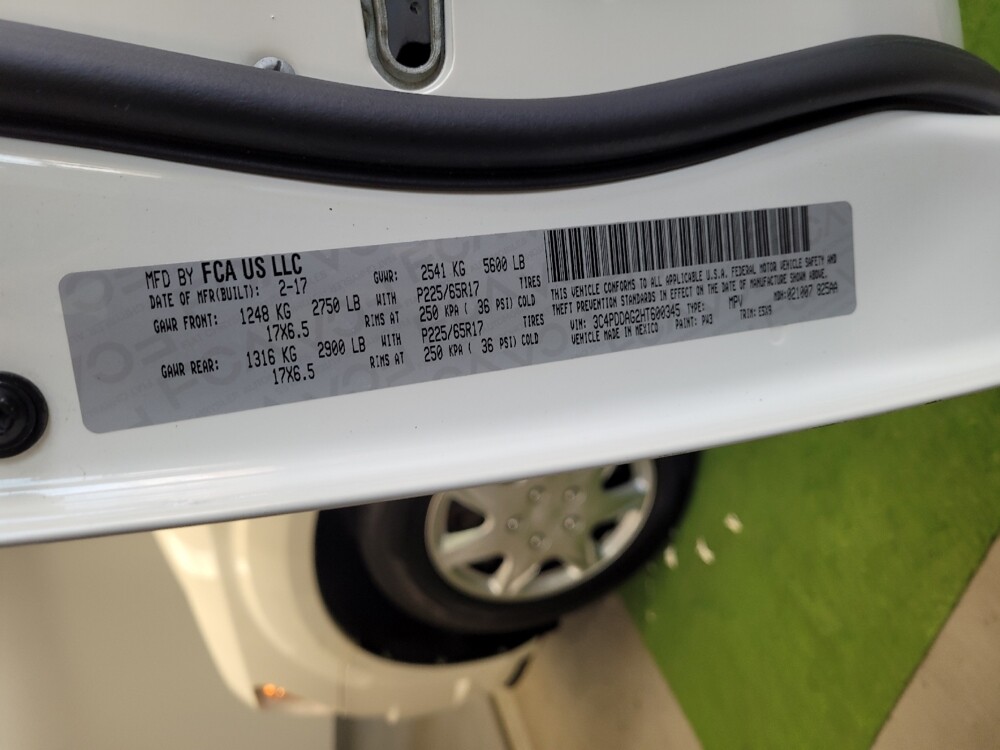 MFD BY FCA US LLC
DATE OF MFR(BUILT): 2-17 GVWR: 2541 KG 5600 LB
GAWR FRONT: 1248 KG 2750 LB WITH P225/65R17 TIRES
17X6.5 RIMS AT 250 KPA ( 36 PSI) COLD
GAWR REAR: 1316 KG 2900 LB WITH P225/65R17 TIRES
17X6.5 RIMS AT 250 KPA ( 36 PSI) COLD
THIS VEHICLE CONFORMS TO ALL APPLICABLE U.S.A. FEDERAL MOTOR VEHICLE SAFETY AND
THEFT PREVENTION STANDARDS IN EFFECT ON THE DATE OF MANUFACTURE SHOWN ABOVE.
VIN: 3C4PDDAG2HT600345 TYPE: MPV MDH:021007 925AA
VEHICLE MADE IN MEXICO PAINT: PW3 TRIM: